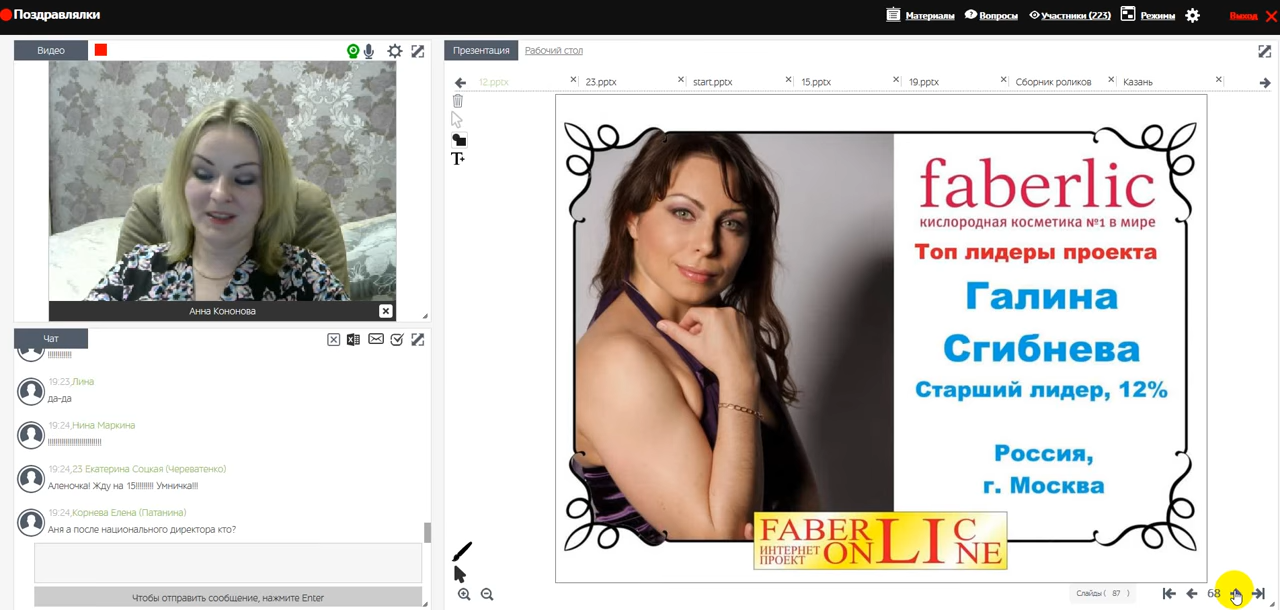 Поздравлялки
Материалы
Вопросы
Участники (223)
Режимы
Выход
Видео
Анна Кононова
Чат
!!!!!!!!!!!!
19:23,Лина
да-да
19:24,Нина Маркина
!!!!!!!!!!!!!!!!!!!!!!!!!!!
19:24,23 Екатерина Соцкая (Череватенко)
Аленочка! Жду на 15!!!!!!!!! Умничка!!!
19:24,Корнева Елена (Патанина)
Аня а после национального директора кто?
Чтобы отправить сообщение, нажмите Enter
Презентация
Рабочий стол
12.pptx
23.pptx
start.pptx
15.pptx
19.pptx
Сборник роликов
Казань
T+
faberlic
кислородная косметика №1 в мире
Топ лидеры проекта
Галина
Сгибнева
Старший лидер, 12%
Россия,
г. Москва
FABERLIC
ИНТЕРНЕТ
ПРОЕКТ
ONLINE
Слайды ( 87 )
68